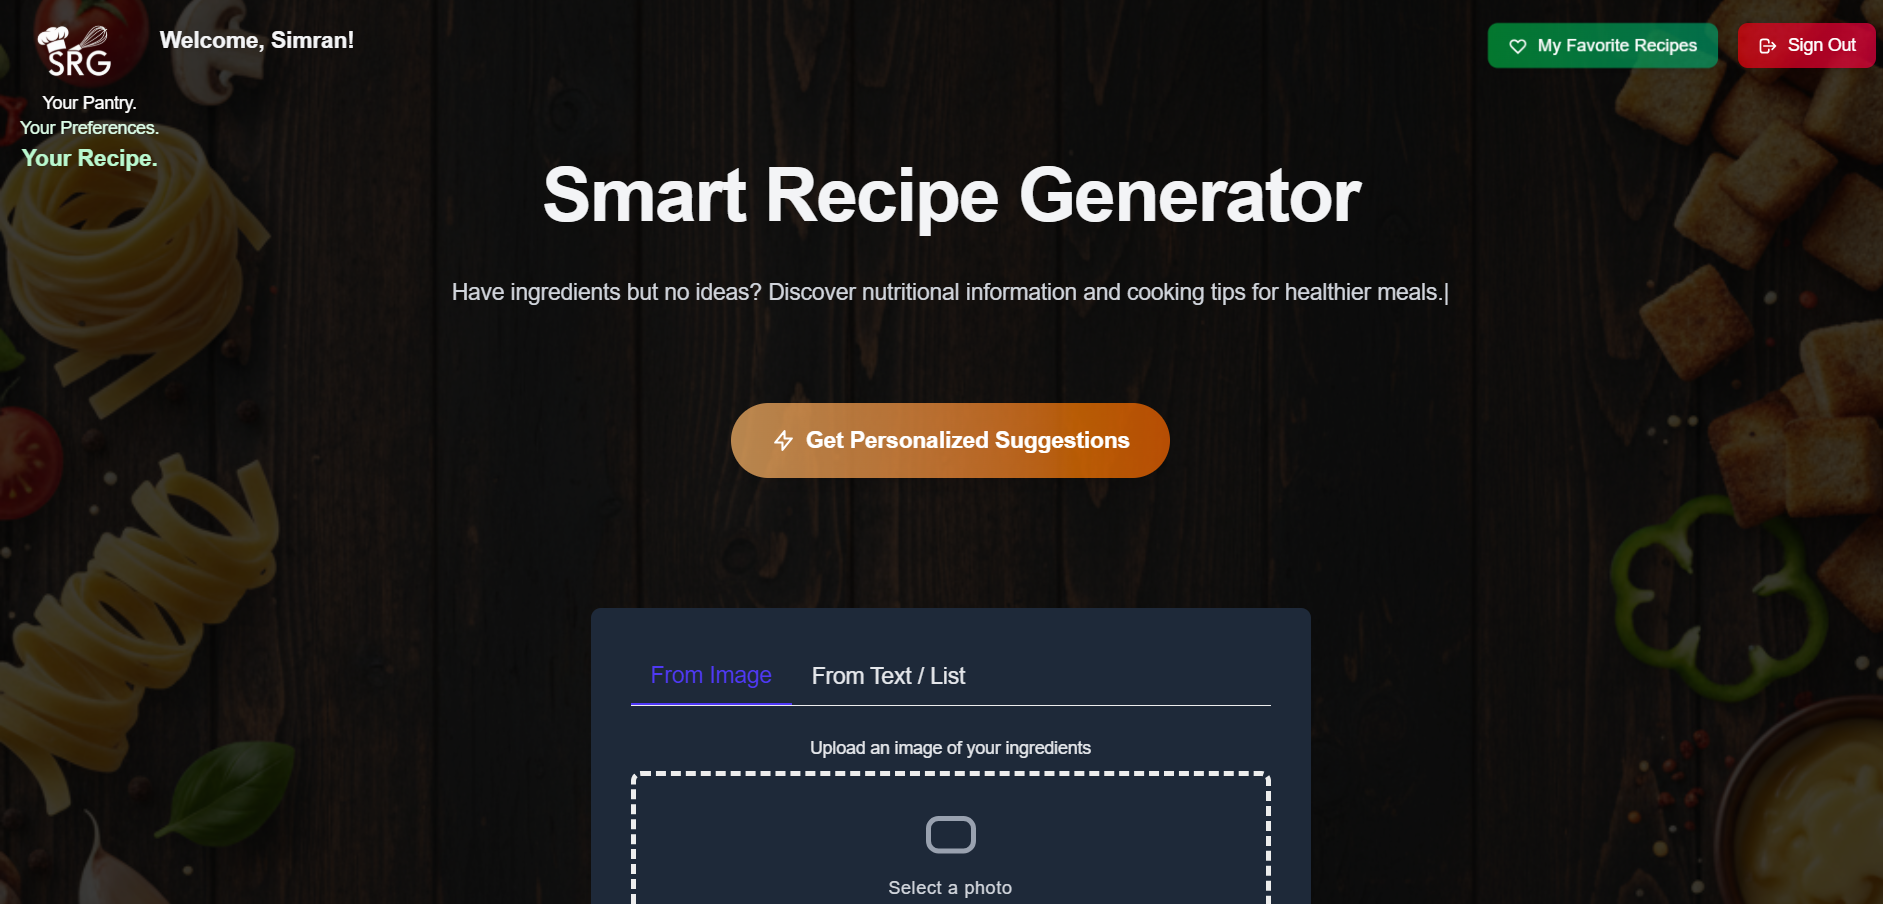 SRG
Welcome, Simran!
My Favorite Recipes
Sign Out
Your Pantry.
Your Preferences.
Your Recipe.
Smart Recipe Generator
Have ingredients but no ideas? Discover nutritional information and cooking tips for healthier meals.|
Get Personalized Suggestions
From Image
From Text / List
Upload an image of your ingredients
Select a photo